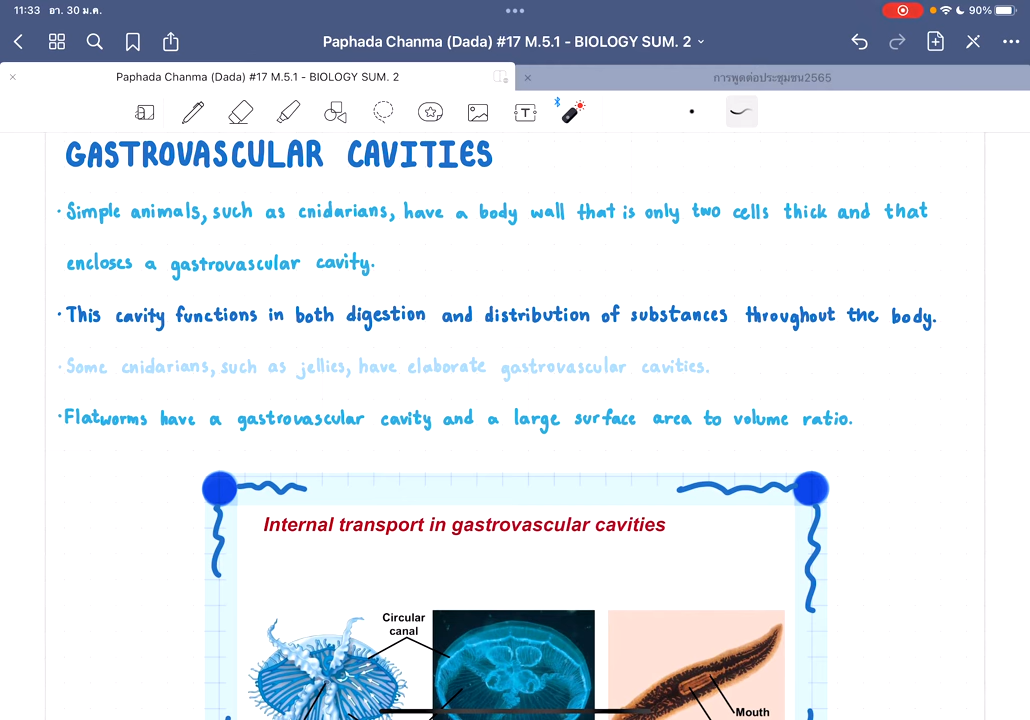 11:33 อา. 30 ม.ค.
90%
Paphada Chanma (Dada) #17 M.5.1 - BIOLOGY SUM. 2
Paphada Chanma (Dada) #17 M.5.1 - BIOLOGY SUM. 2
การพูดต่อประชุมชน2565
GASTROVASCULAR CAVITIES
· Simple animals, such as cnidarians, have a body wall that is only two cells thick and that
encloses a gastrovascular cavity.
· This cavity functions in both digestion and distribution of substances throughout the body.
· Some cnidarians, such as jellies, have elaborate gastrovascular cavities.
· Flatworms have a gastrovascular cavity and a large surface area to volume ratio.
Internal transport in gastrovascular cavities
Circular
canal
Mouth